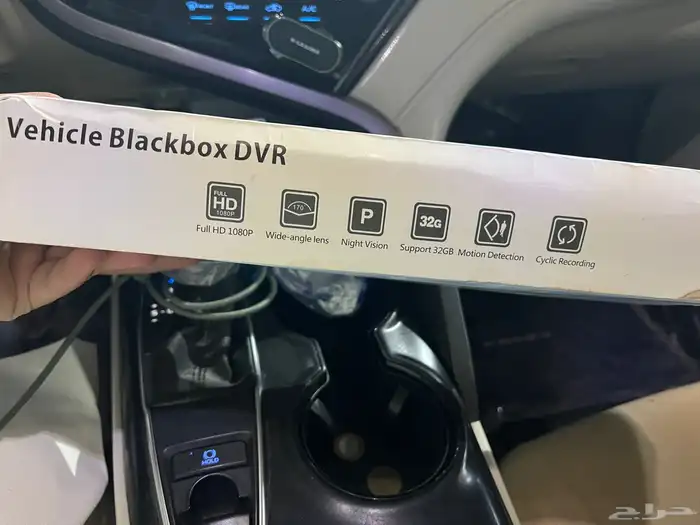 A/C
Vehicle Blackbox DVR
FULL
HD
1080P
170
P
32G
Full HD 1080P
Wide-angle lens
Night Vision
Support 32GB
Motion Detection
Cyclic Recording
HOLD
حراج